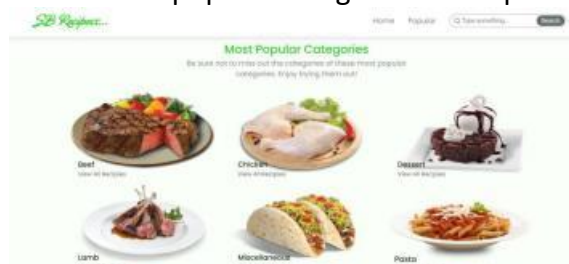 SB Recipess...
Home Popular Type something... Search
Most Popular Categories
Be sure not to miss out the categories of these most popular
categories. Enjoy trying them out!
Beef
View All Recipes
Chicken
View All Recipes
Dessert
View All Recipes
Lamb
Miscellaneous
Pasta